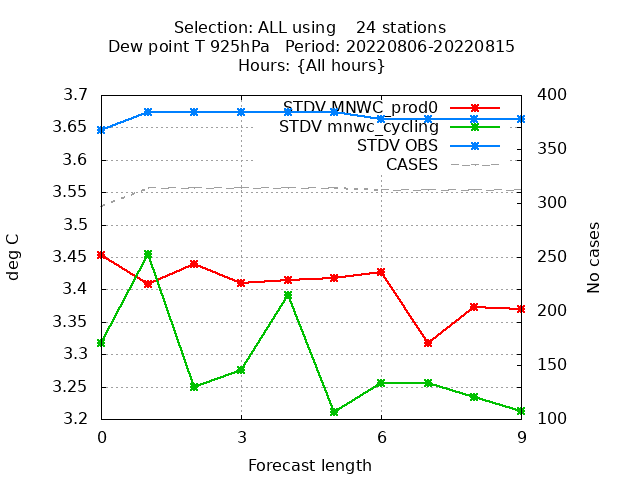 Selection: ALL using    24 stations
Dew point T 925hPa   Period: 20220806-20220815
Hours: {All hours}
3.7
3.65
3.6
3.55
3.5
3.45
3.4
3.35
3.3
3.25
3.2
deg C
STDV MNWC_prod0
STDV mnwc_cycling
STDV OBS
CASES
400
350
300
250
200
150
100
No cases
0 3 6 9
Forecast length